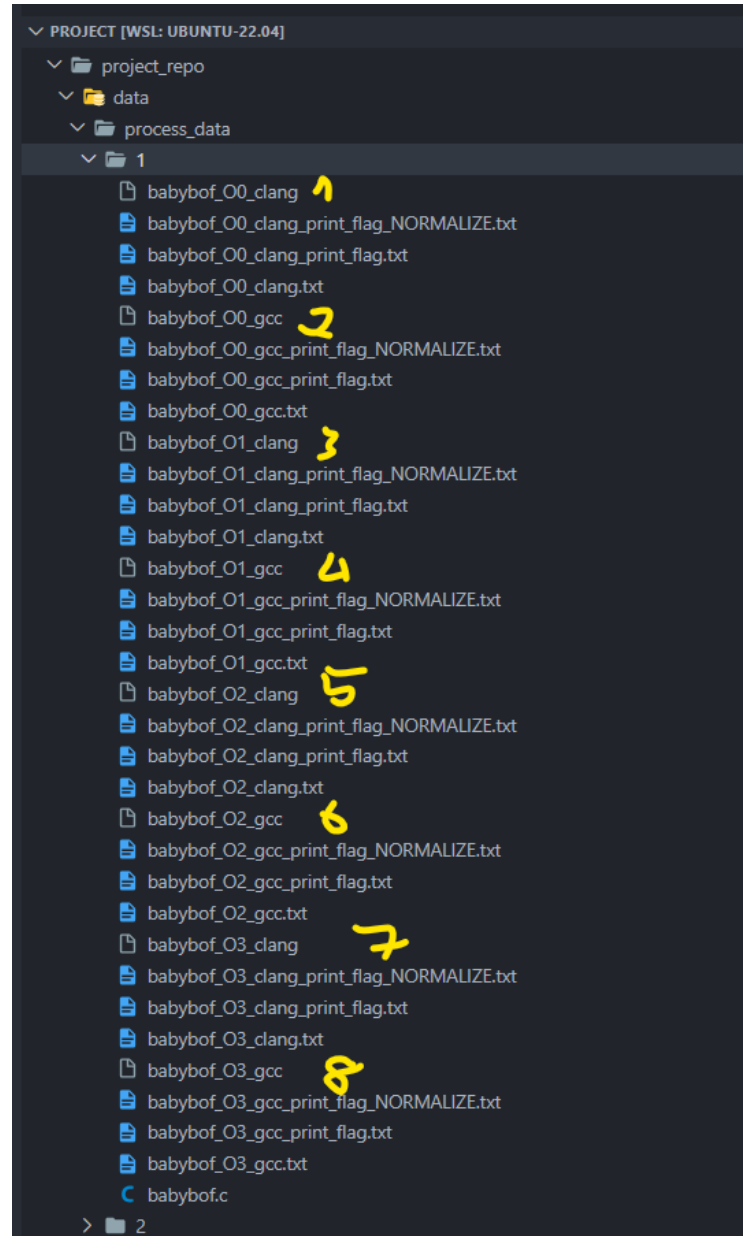 PROJECT [WSL: UBUNTU-22.04]
project_repo
data
process_data
1
babybof_O0_clang 1
babybof_O0_clang_print_flag_NORMALIZE.txt
babybof_O0_clang_print_flag.txt
babybof_O0_clang.txt
babybof_O0_gcc 2
babybof_O0_gcc_print_flag_NORMALIZE.txt
babybof_O0_gcc_print_flag.txt
babybof_O0_gcc.txt
babybof_O1_clang 3
babybof_O1_clang_print_flag_NORMALIZE.txt
babybof_O1_clang_print_flag.txt
babybof_O1_clang.txt
babybof_O1_gcc 4
babybof_O1_gcc_print_flag_NORMALIZE.txt
babybof_O1_gcc_print_flag.txt
babybof_O1_gcc.txt
babybof_O2_clang 5
babybof_O2_clang_print_flag_NORMALIZE.txt
babybof_O2_clang_print_flag.txt
babybof_O2_clang.txt
babybof_O2_gcc 6
babybof_O2_gcc_print_flag_NORMALIZE.txt
babybof_O2_gcc_print_flag.txt
babybof_O2_gcc.txt
babybof_O3_clang 7
babybof_O3_clang_print_flag_NORMALIZE.txt
babybof_O3_clang_print_flag.txt
babybof_O3_clang.txt
babybof_O3_gcc 8
babybof_O3_gcc_print_flag_NORMALIZE.txt
babybof_O3_gcc_print_flag.txt
babybof_O3_gcc.txt
C babybof.c
2